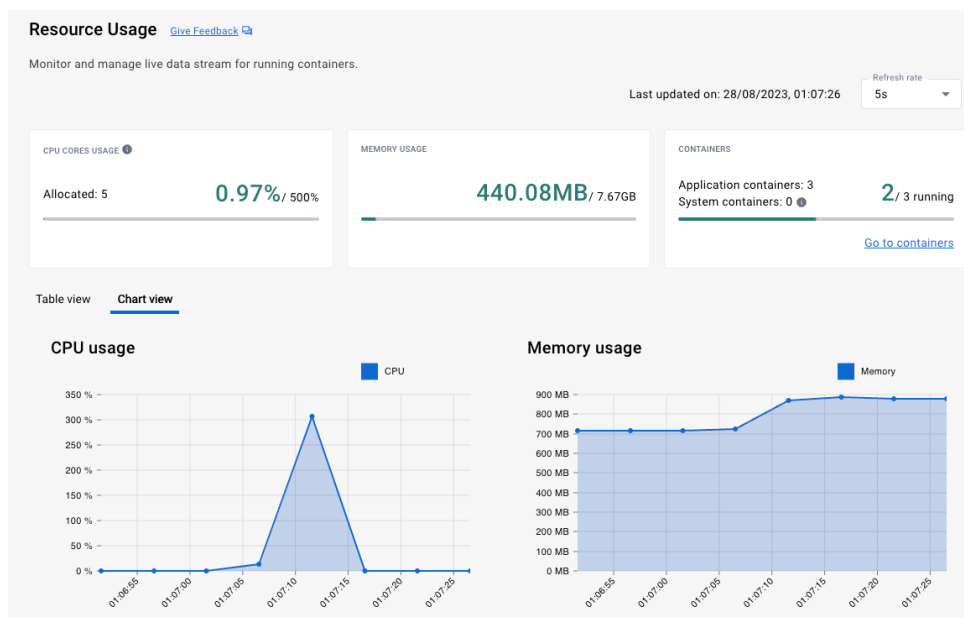 Resource Usage Give Feedback
Monitor and manage live data stream for running containers.
Refresh rate
Last updated on: 28/08/2023, 01:07:26 5s
CPU CORES USAGE
Allocated: 5 0.97% / 500%
MEMORY USAGE
440.08MB / 7.67GB
CONTAINERS
Application containers: 3
System containers: 0
2 / 3 running
Go to containers
Table view Chart view
CPU usage
CPU
350 %
300 %
250 %
200 %
150 %
100 %
50 %
0 %
01:06:55 01:07:00 01:07:05 01:07:10 01:07:15 01:07:20 01:07:25
Memory usage
Memory
900 MB
800 MB
700 MB
600 MB
500 MB
400 MB
300 MB
200 MB
100 MB
0 MB
01:06:55 01:07:00 01:07:05 01:07:10 01:07:15 01:07:20 01:07:25